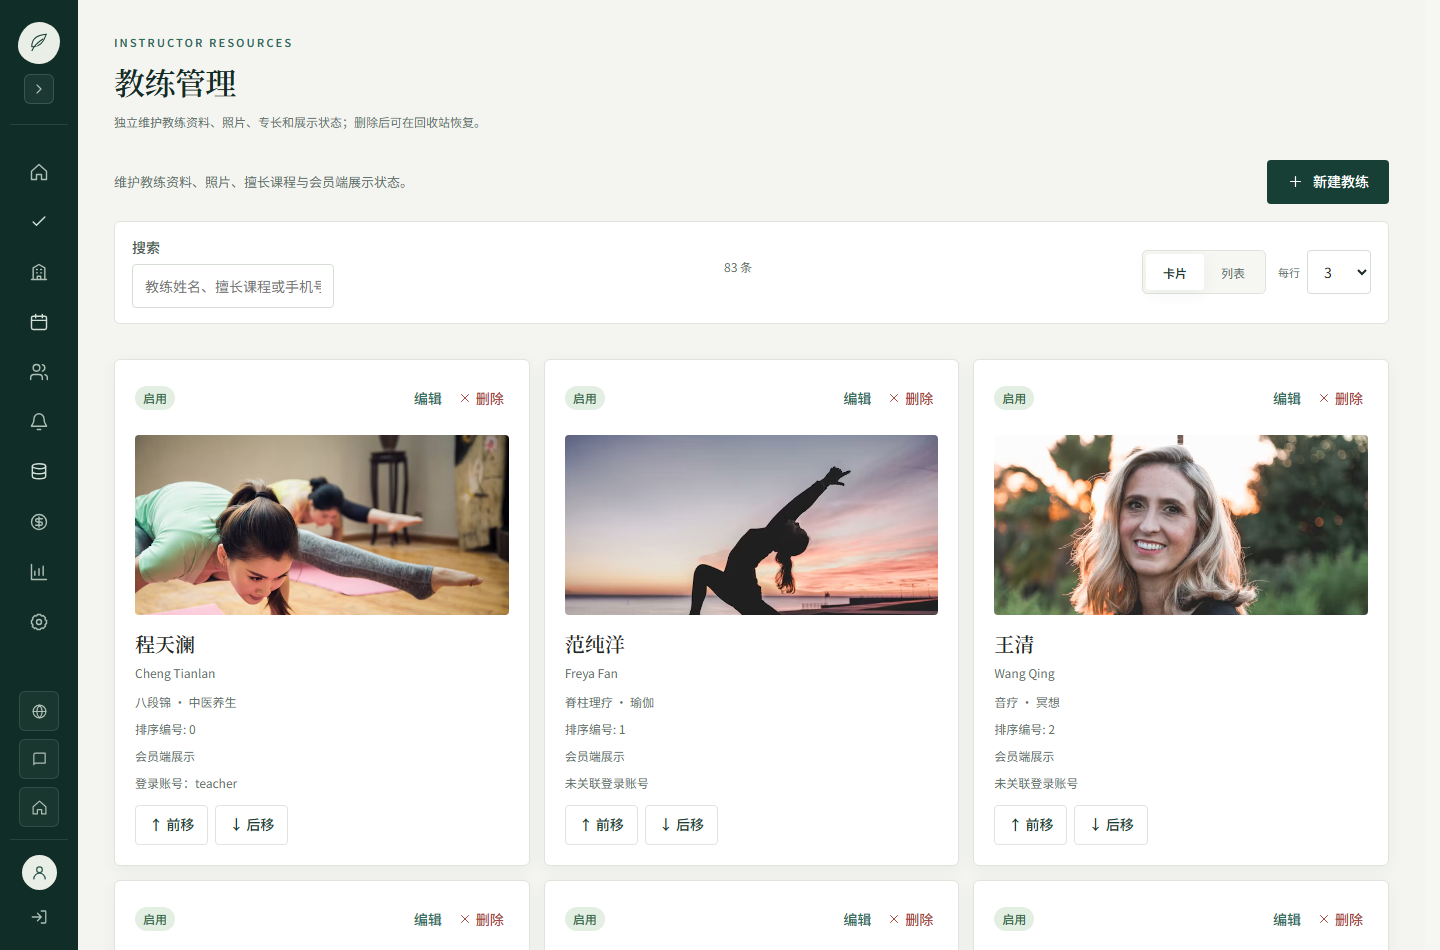 INSTRUCTOR RESOURCES
教练管理
独立维护教练资料、照片、专长和展示状态；删除后可在回收站恢复。
维护教练资料、照片、擅长课程与会员端展示状态。
＋ 新建教练
搜索
教练姓名、擅长课程或手机号
83 条
卡片 列表 每行 3
启用 编辑 × 删除
程天澜
Cheng Tianlan
八段锦 · 中医养生
排序编号: 0
会员端展示
登录账号：teacher
↑ 前移 ↓ 后移
启用 编辑 × 删除
范纯洋
Freya Fan
脊柱理疗 · 瑜伽
排序编号: 1
会员端展示
未关联登录账号
↑ 前移 ↓ 后移
启用 编辑 × 删除
王清
Wang Qing
音疗 · 冥想
排序编号: 2
会员端展示
未关联登录账号
↑ 前移 ↓ 后移
启用 编辑 × 删除
启用 编辑 × 删除
启用 编辑 × 删除